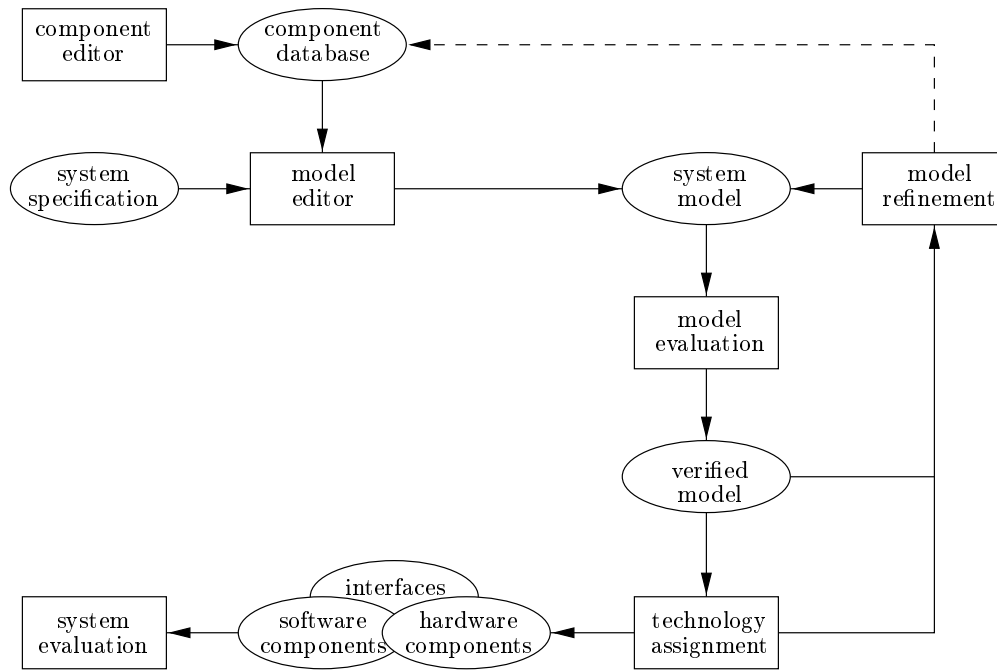 component
editor
component
database
system
specification
model
editor
system
model
model
refinement
model
evaluation
verified
model
interfaces
system
evaluation
software
components
hardware
components
technology
assignment